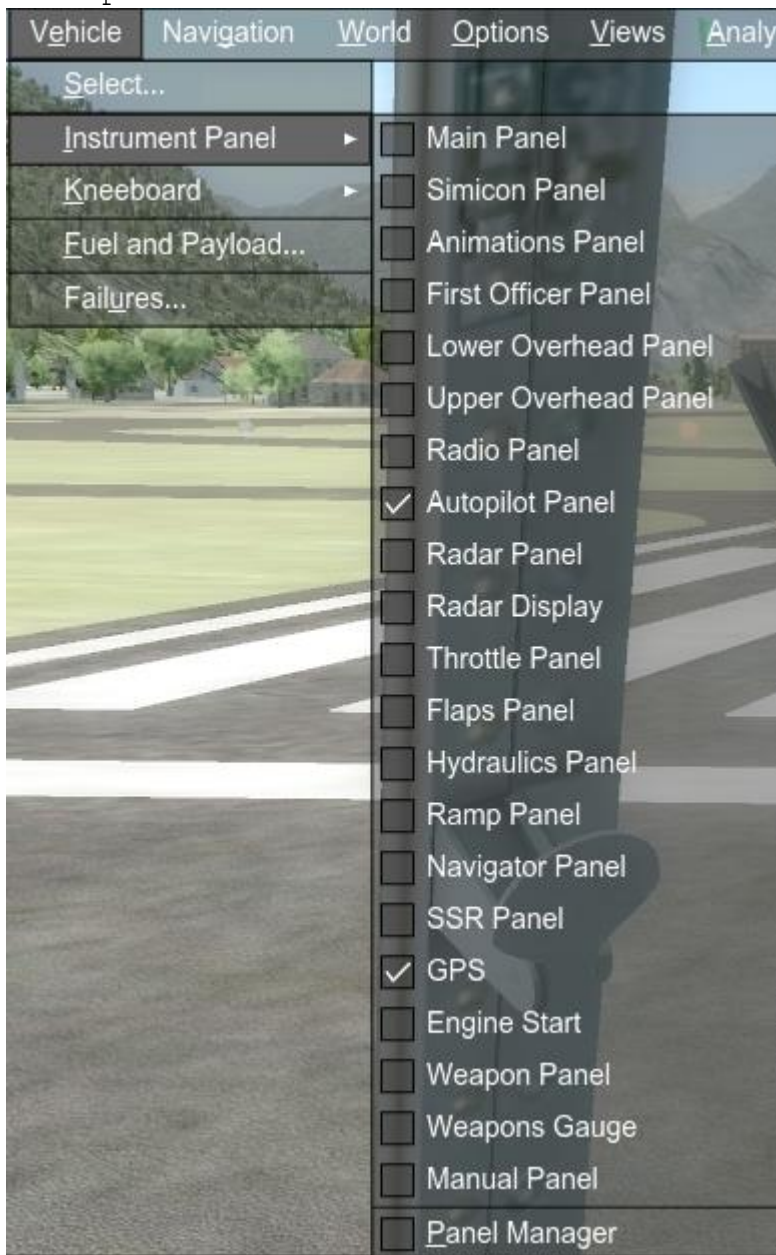 Vehicle Navigation World Options Views Analy
Select...
Instrument Panel
Kneeboard
Fuel and Payload...
Failures...
Main Panel
Simicon Panel
Animations Panel
First Officer Panel
Lower Overhead Panel
Upper Overhead Panel
Radio Panel
Autopilot Panel
Radar Panel
Radar Display
Throttle Panel
Flaps Panel
Hydraulics Panel
Ramp Panel
Navigator Panel
SSR Panel
GPS
Engine Start
Weapon Panel
Weapons Gauge
Manual Panel
Panel Manager